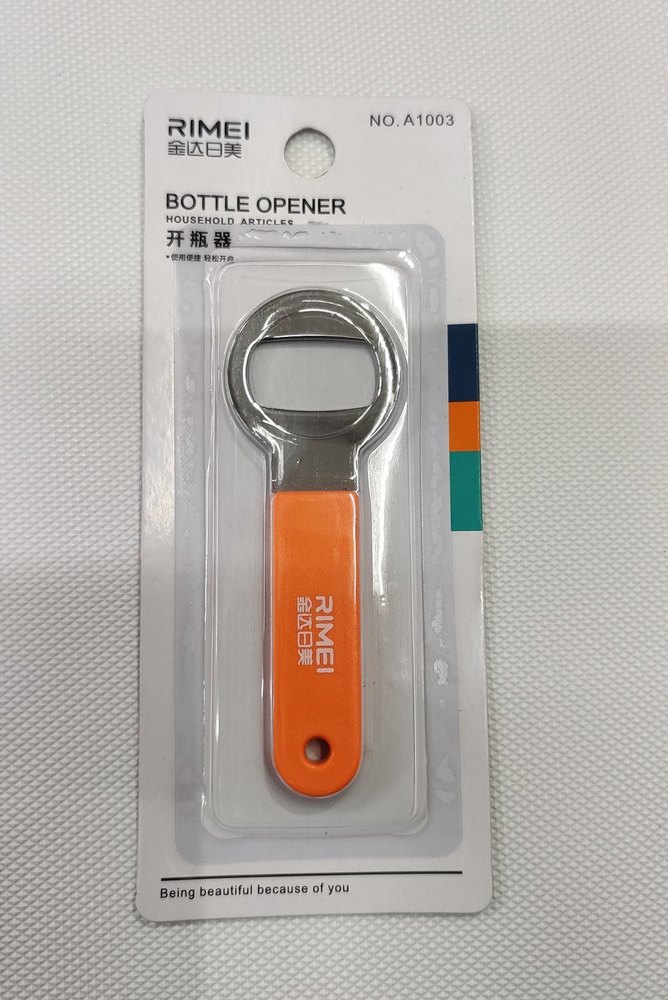 RIMEI
金达日美
NO.A1003
BOTTLE OPENER
HOUSEHOLD ARTICLES
开瓶器
•使用便捷 轻松开启
RIMEI
金达日美
Being beautiful because of you